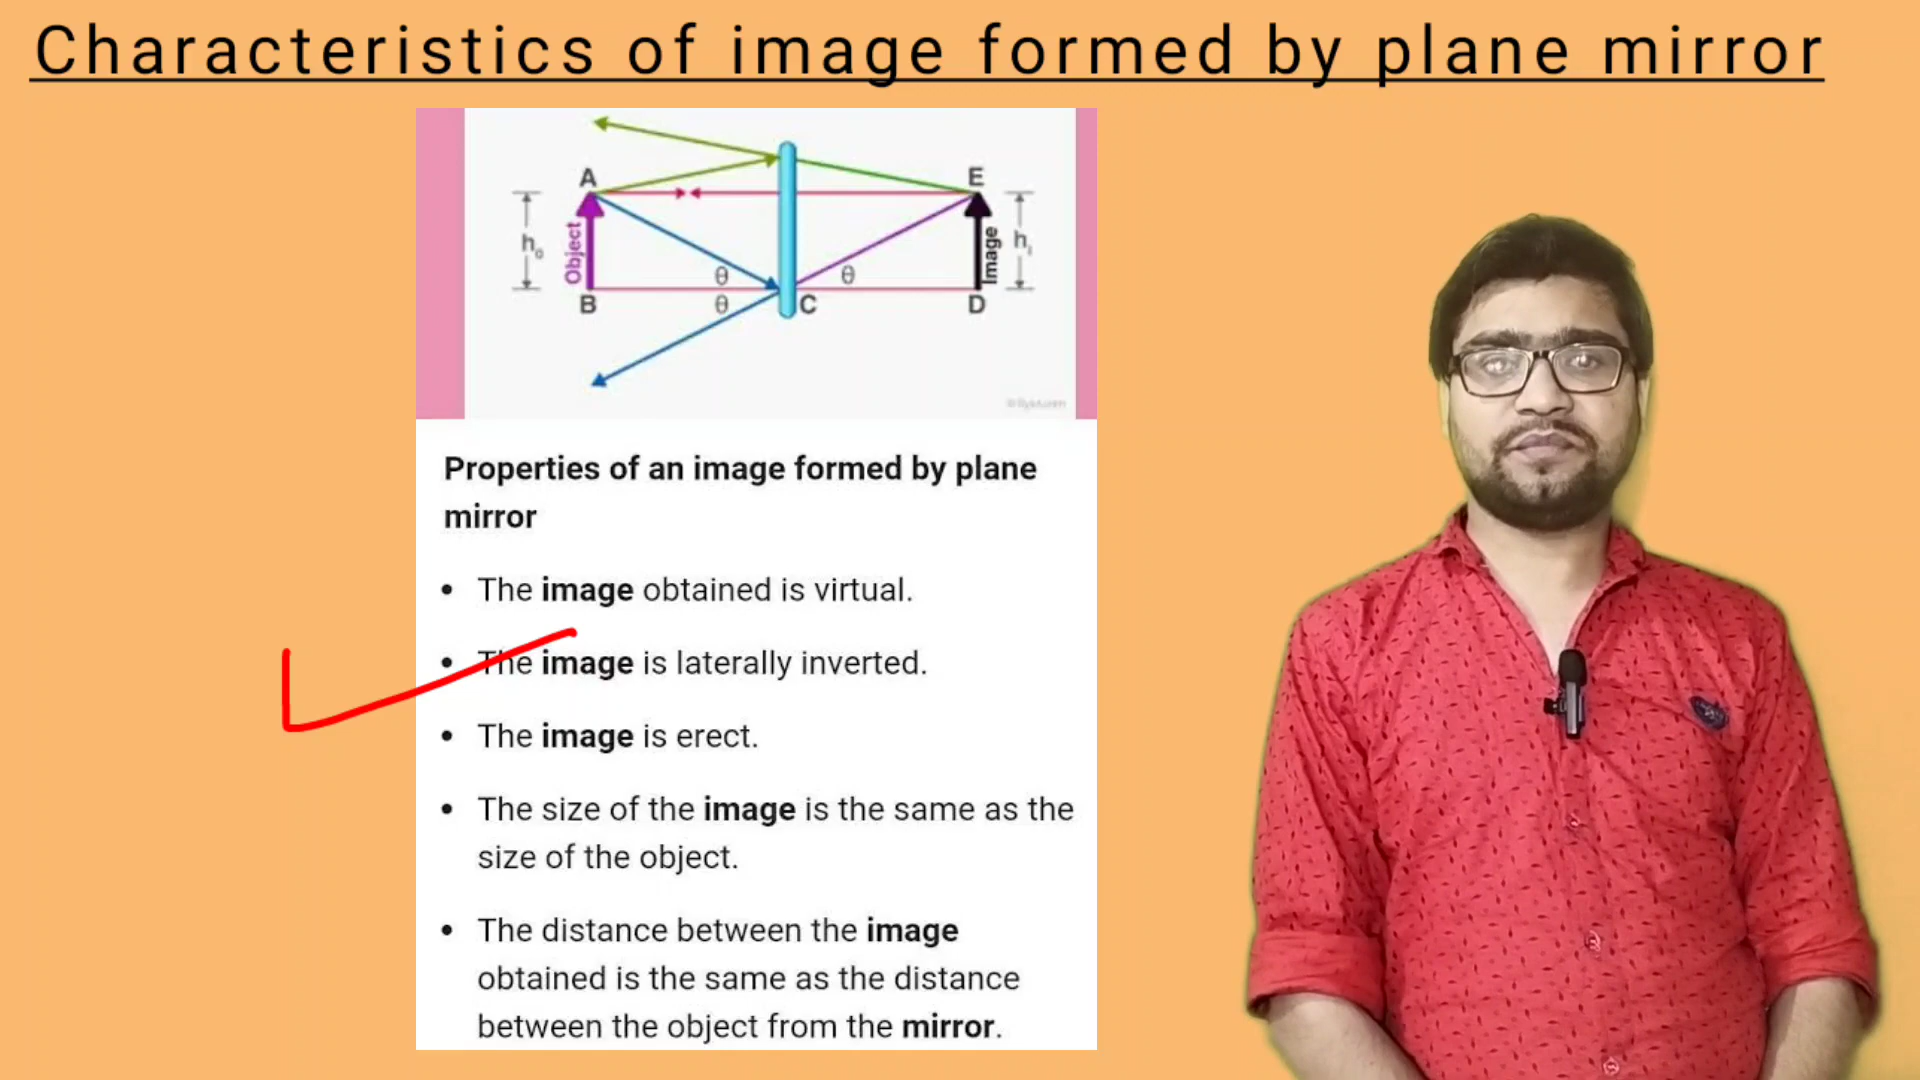 Characteristics of image formed by plane mirror
A
E
h₀
Object
Image
hᵢ
θ
θ
B
θ
C
D
Properties of an image formed by plane
mirror
• The image obtained is virtual.
• The image is laterally inverted.
• The image is erect.
• The size of the image is the same as the
size of the object.
• The distance between the image
obtained is the same as the distance
between the object from the mirror.